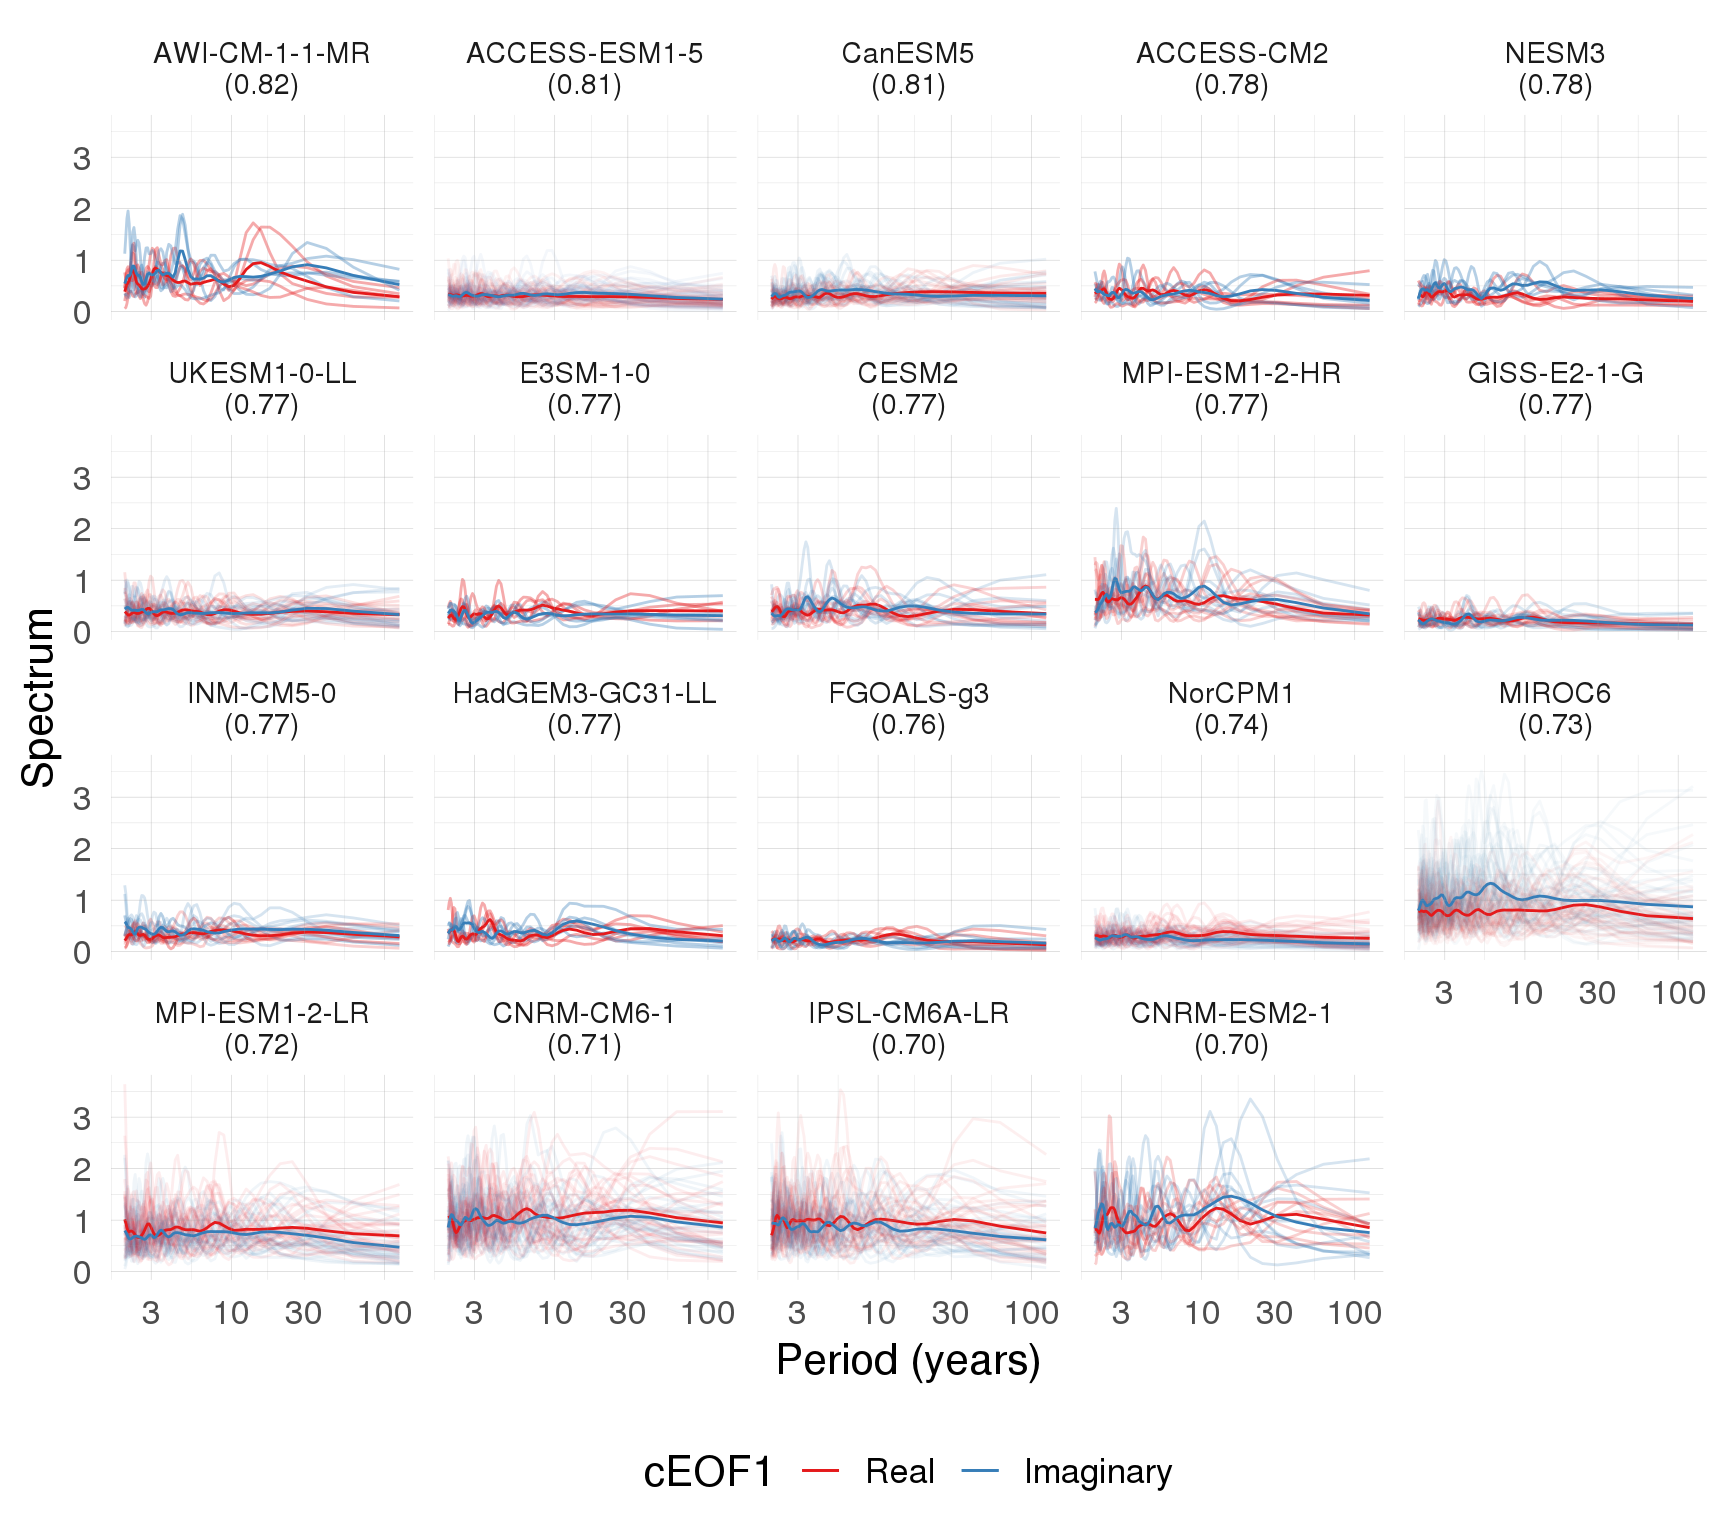 AWI-CM-1-1-MR
(0.82)
ACCESS-ESM1-5
(0.81)
CanESM5
(0.81)
ACCESS-CM2
(0.78)
NESM3
(0.78)
3
2
1
0
UKESM1-0-LL
(0.77)
E3SM-1-0
(0.77)
CESM2
(0.77)
MPI-ESM1-2-HR
(0.77)
GISS-E2-1-G
(0.77)
3
2
1
0
Spectrum
INM-CM5-0
(0.77)
HadGEM3-GC31-LL
(0.77)
FGOALS-g3
(0.76)
NorCPM1
(0.74)
MIROC6
(0.73)
3
2
1
0
3 10 30 100
MPI-ESM1-2-LR
(0.72)
CNRM-CM6-1
(0.71)
IPSL-CM6A-LR
(0.70)
CNRM-ESM2-1
(0.70)
3
2
1
0
3 10 30 100 3 10 30 100 3 10 30 100 3 10 30 100
Period (years)
cEOF1 Real Imaginary